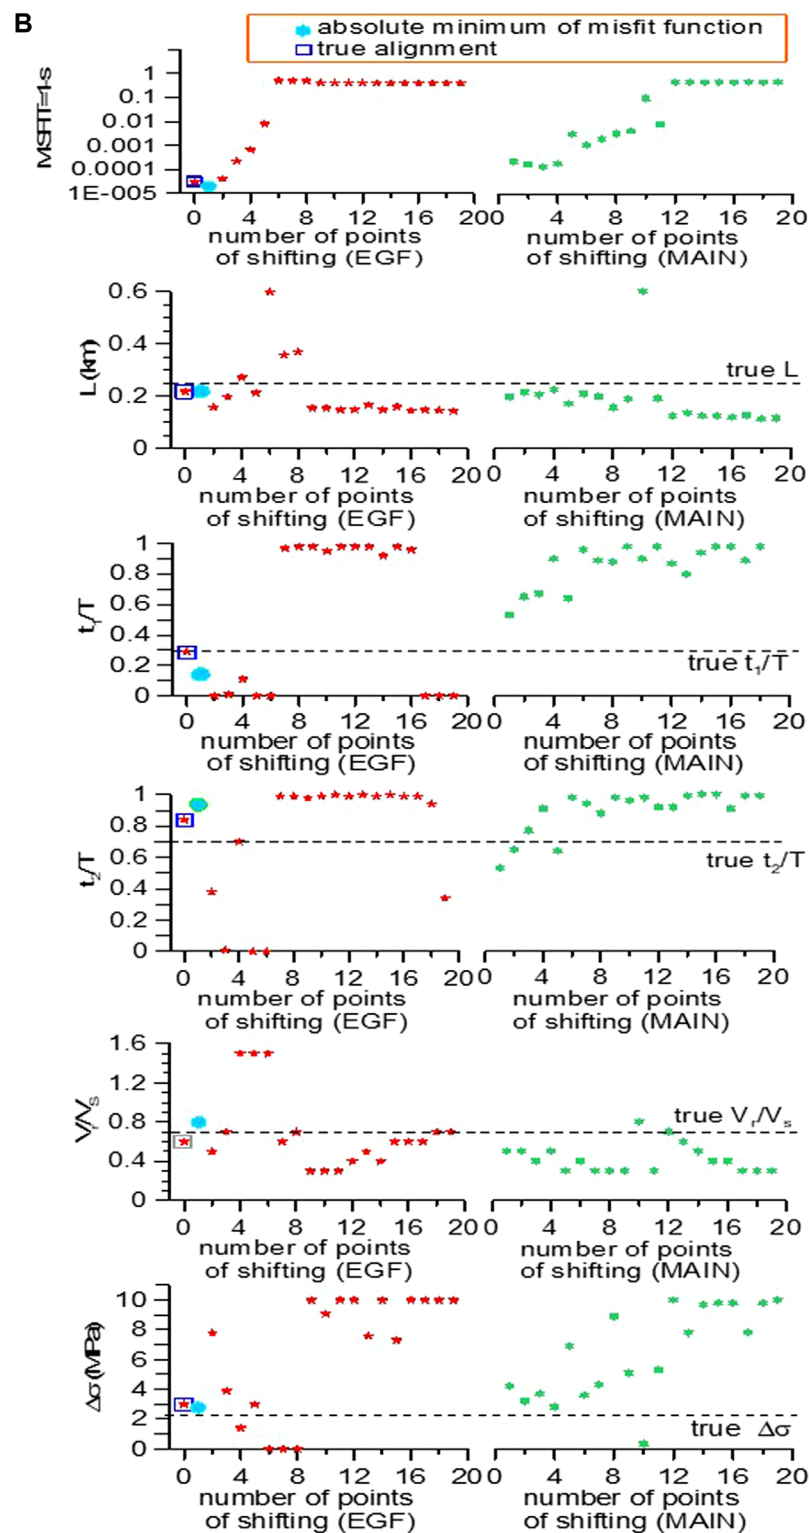 B
absolute minimum of misfit function
true alignment
MSFIT=1-s
1
0.1
0.01
0.001
0.0001
1E-005
0 4 8 12 16 200 4 8 12 16 20
number of points number of points
of shifting (EGF) of shifting (MAIN)
L (km)
0.6
0.4
true L
0.2
0
0 4 8 12 16 20 0 4 8 12 16 20
number of points number of points
of shifting (EGF) of shifting (MAIN)
t1/T
1
0.8
0.6
0.4
true t1/T
0.2
0
0 4 8 12 16 20 0 4 8 12 16 20
number of points number of points
of shifting (EGF) of shifting (MAIN)
t2/T
1
0.8
0.6
true t2/T
0.4
0.2
0
0 4 8 12 16 20 0 4 8 12 16 20
number of points number of points
of shifting (EGF) of shifting (MAIN)
Vr/Vs
1.6
1.2
true Vr/Vs
0.8
0.4
0
0 4 8 12 16 20 0 4 8 12 16 20
number of points number of points
of shifting (EGF) of shifting (MAIN)
Δσ (MPa)
10
8
6
4
2
true Δσ
0
0 4 8 12 16 20 0 4 8 12 16 20
number of points number of points
of shifting (EGF) of shifting (MAIN)